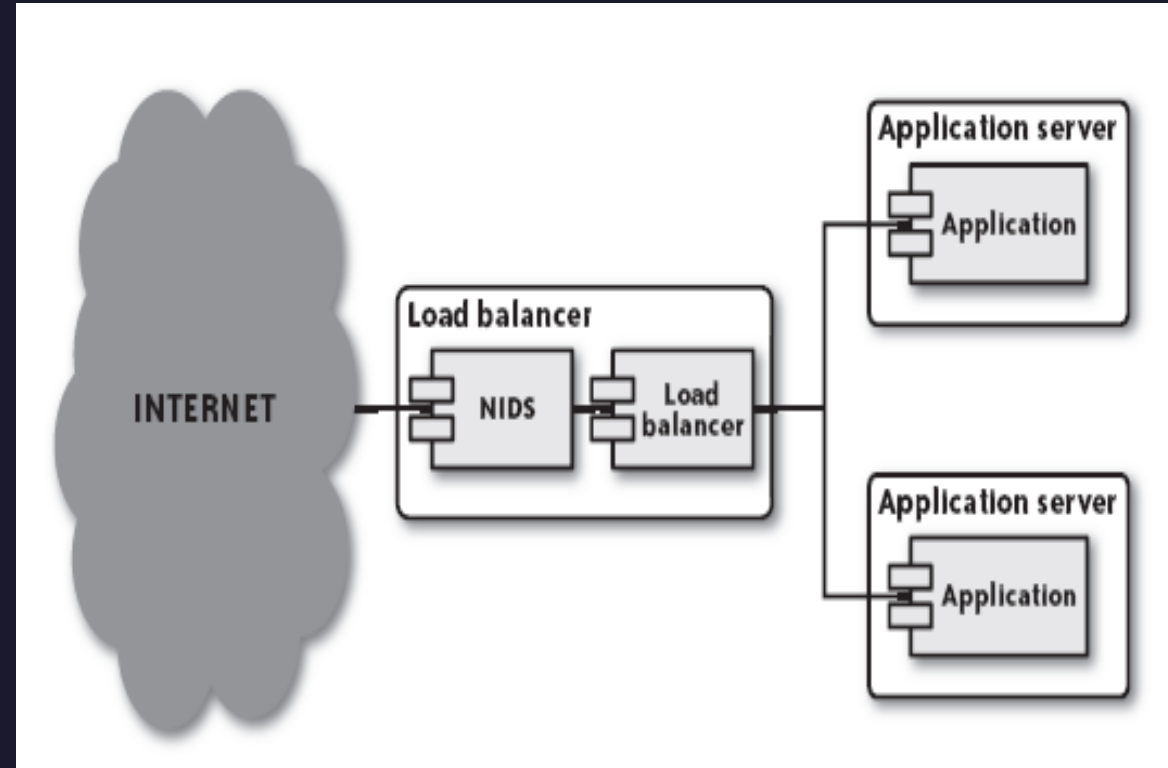 INTERNET
Load balancer
NIDS
Load
balancer
Application server
Application
Application server
Application